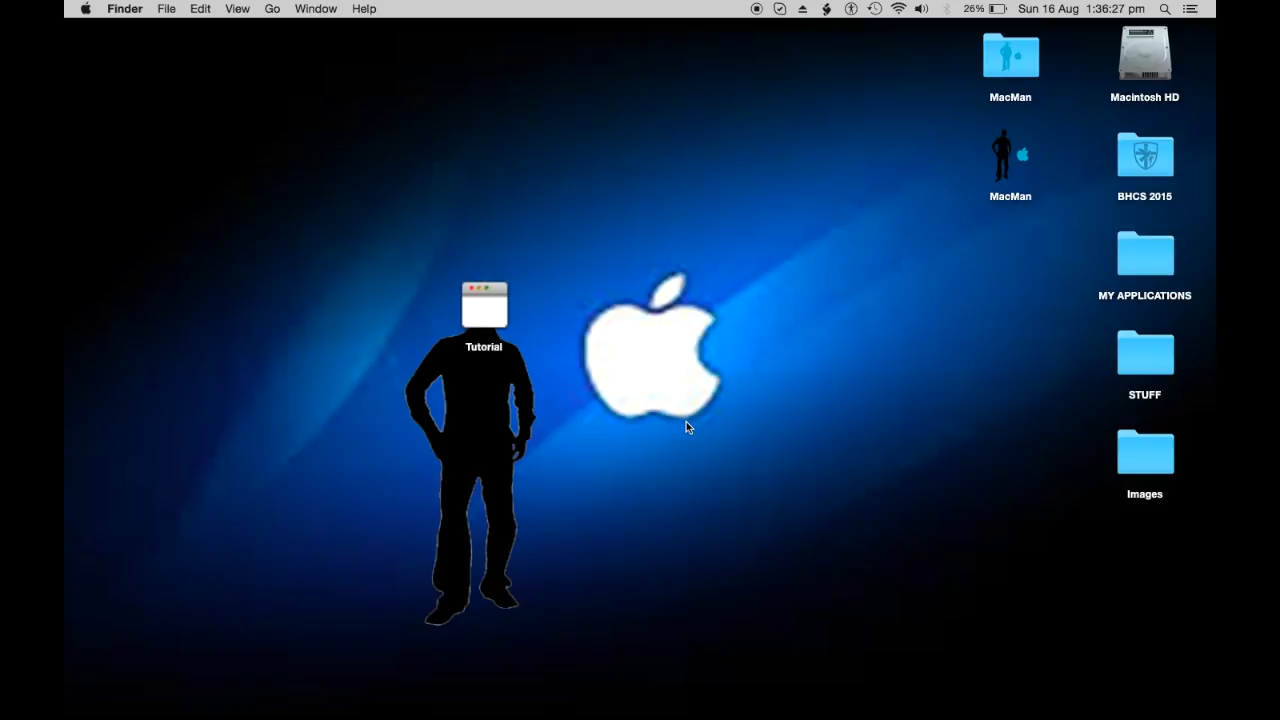 Finder File Edit View Go Window Help 26% Sun 16 Aug 1:36:27 pm
MacMan Macintosh HD
MacMan BHCS 2015
MY APPLICATIONS
Tutorial
STUFF
Images